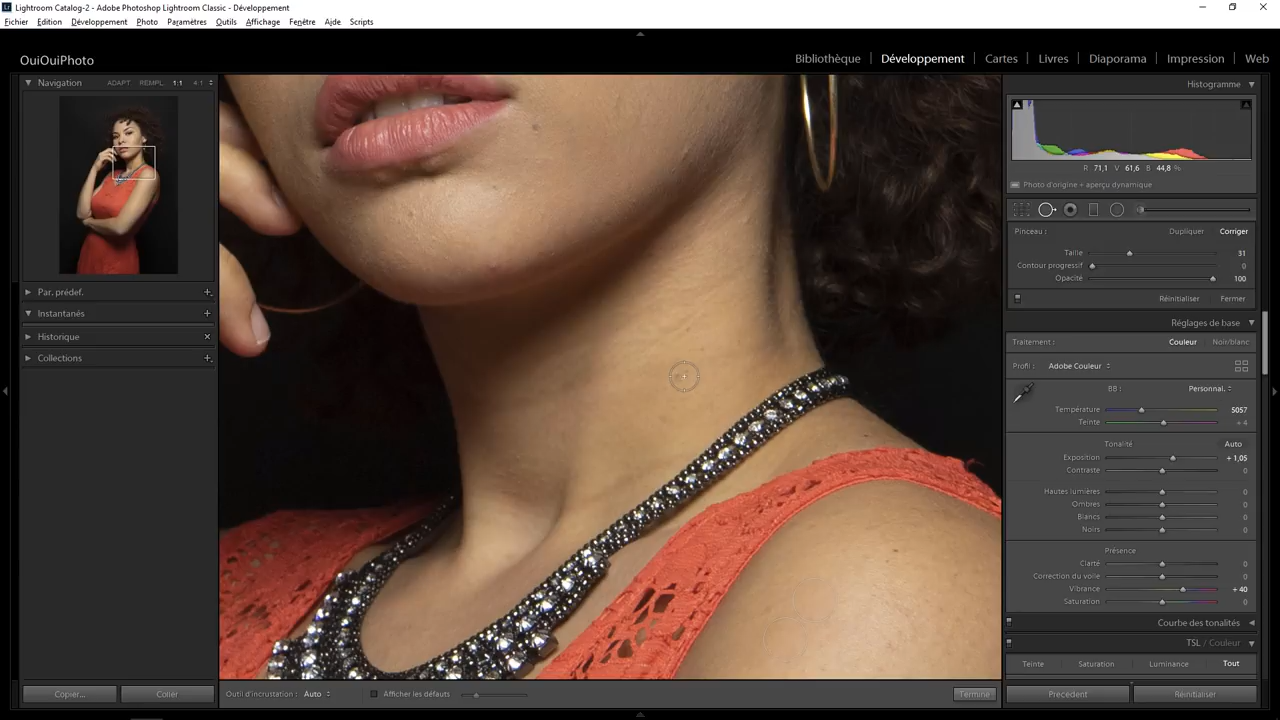 Lightroom Catalog-2 - Adobe Photoshop Lightroom Classic - Développement
Fichier Edition Développement Photo Paramètres Outils Affichage Fenêtre Aide Scripts
OuiOuiPhoto
Bibliothèque Développement Cartes Livres Diaporama Impression Web
Navigation ADAPT. REMPL. 1:1 4:1
Par. prédef.
Instantanés
Historique
Collections
Copier... Coller
Outil d'incrustation : Auto Afficher les défauts Terminé
Histogramme
R 71,1 V 61,6 B 44,8 %
Photo d'origine + aperçu dynamique
Pinceau : Dupliquer Corriger
Taille 31
Contour progressif 0
Opacité 100
Réinitialiser Fermer
Réglages de base
Traitement : Couleur Noir/blanc
Profil : Adobe Couleur
BB : Personnal.
Température 5057
Teinte + 4
Tonalité Auto
Exposition + 1,05
Contraste 0
Hautes lumières 0
Ombres 0
Blancs 0
Noirs 0
Présence
Clarté 0
Correction du voile 0
Vibrance + 40
Saturation 0
Courbe des tonalités
TSL / Couleur
Teinte Saturation Luminance Tout
Précédent Réinitialiser